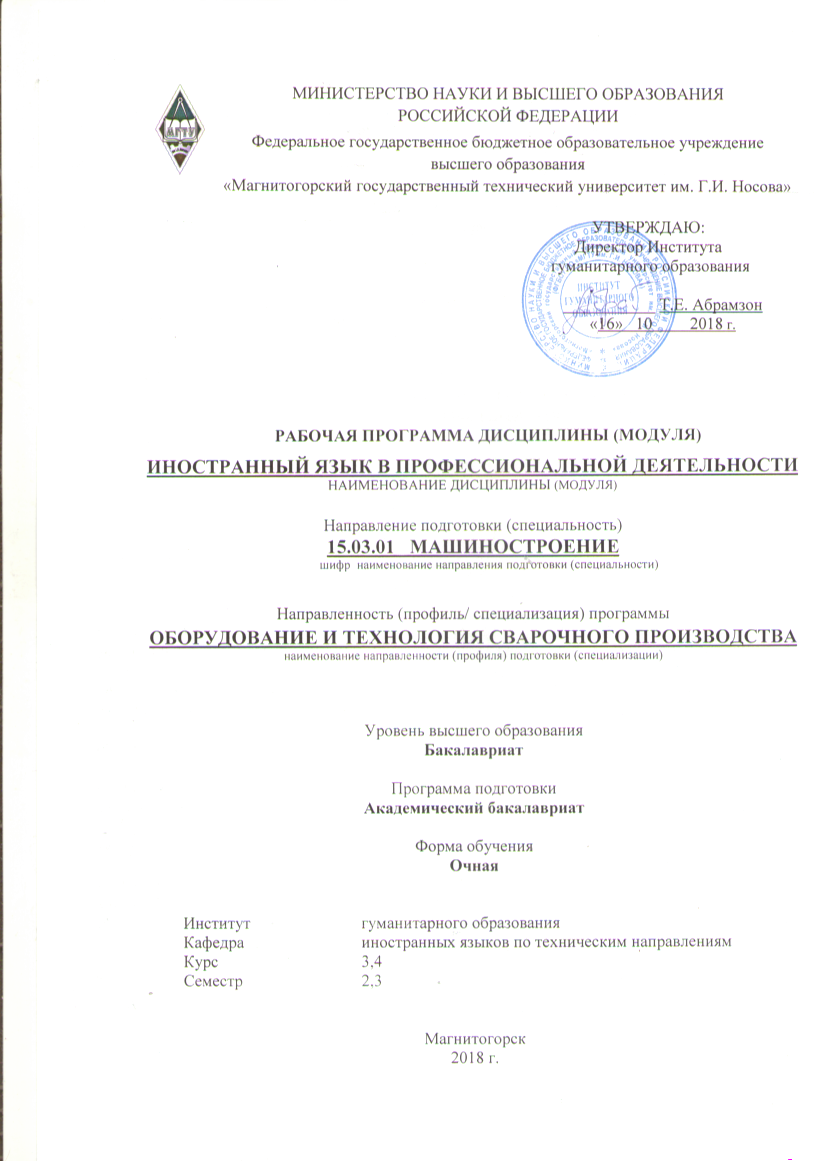 МИНИСТЕРСТВО НАУКИ И ВЫСШЕГО ОБРАЗОВАНИЯ
РОССИЙСКОЙ ФЕДЕРАЦИИ
Федеральное государственное бюджетное образовательное учреждение
высшего образования
«Магнитогорский государственный технический университет им. Г.И. Носова»
МГТУ
УТВЕРЖДАЮ:
Директор Института
гуманитарного образования
ИНСТИТУТ
ГУМАНИТАРНОГО
ОБРАЗОВАНИЯ
Т.Е. Абрамзон
«16» 10 2018 г.
РАБОЧАЯ ПРОГРАММА ДИСЦИПЛИНЫ (МОДУЛЯ)
ИНОСТРАННЫЙ ЯЗЫК В ПРОФЕССИОНАЛЬНОЙ ДЕЯТЕЛЬНОСТИ
НАИМЕНОВАНИЕ ДИСЦИПЛИНЫ (МОДУЛЯ)
Направление подготовки (специальность)
15.03.01 МАШИНОСТРОЕНИЕ
шифр наименование направления подготовки (специальности)
Направленность (профиль/ специализация) программы
ОБОРУДОВАНИЕ И ТЕХНОЛОГИЯ СВАРОЧНОГО ПРОИЗВОДСТВА
наименование направленности (профиля) подготовки (специализации)
Уровень высшего образования
Бакалавриат
Программа подготовки
Академический бакалавриат
Форма обучения
Очная
Институт гуманитарного образования
Кафедра иностранных языков по техническим направлениям
Курс 3,4
Семестр 2,3
Магнитогорск
2018 г.